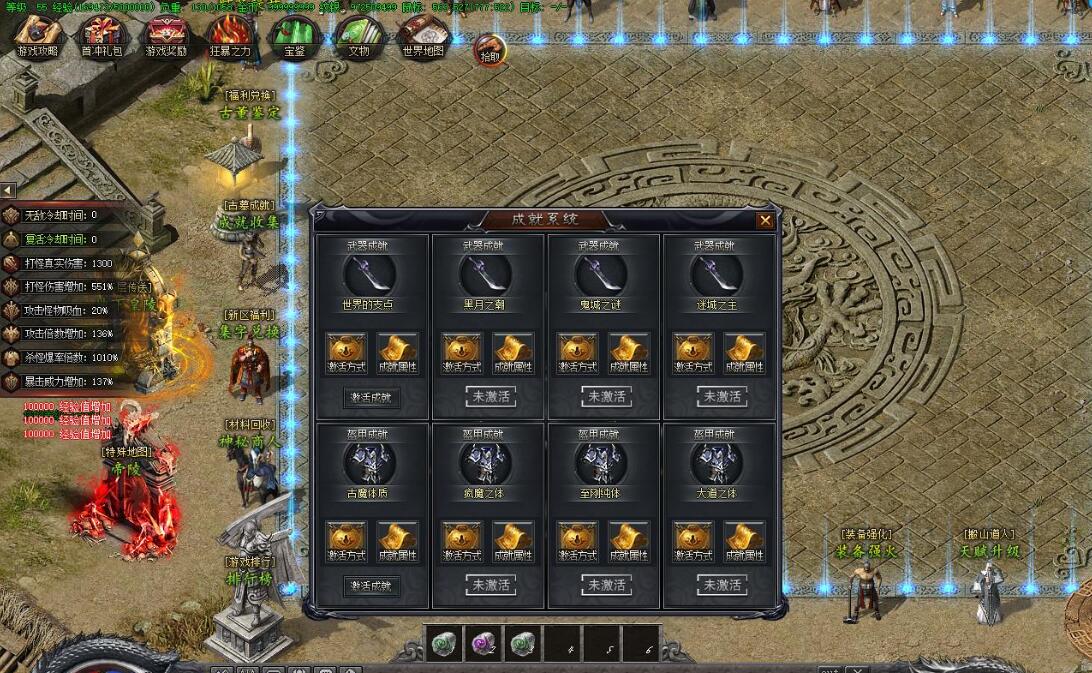 游戏攻略
首冲礼包
游戏奖励
狂暴之力
宝鉴
文物
世界地图
拾取
[福利兑换]
古董鉴定
[古墓成就]
成就收集
无敌冷却时间: 0
复活冷却时间: 0
打怪真实伤害: 1300
打怪伤害增加: 551%
攻击怪物吸血: 20%
攻击倍数增加: 136%
杀怪爆率倍数: 1010%
暴击威力增加: 137%
100000 经验值增加
100000 经验值增加
100000 经验值增加
[特殊地图]
帝陵
[新区福利]
集字兑换
[材料回收]
神秘商人
[游戏排行]
排行榜
成就系统
武器成就
武器成就
武器成就
武器成就
世界的支点
黑月之潮
鬼城之谜
迷城之主
激活方式
成就属性
激活方式
成就属性
激活方式
成就属性
激活方式
成就属性
激活成就
未激活
未激活
未激活
盔甲成就
盔甲成就
盔甲成就
盔甲成就
古魔体质
疯魔之体
至刚纯体
大道之体
激活方式
成就属性
激活方式
成就属性
激活方式
成就属性
激活方式
成就属性
激活成就
未激活
未激活
未激活
[装备强化]
装备强火
[搬山道人]
天赋升级
2
4
5
6